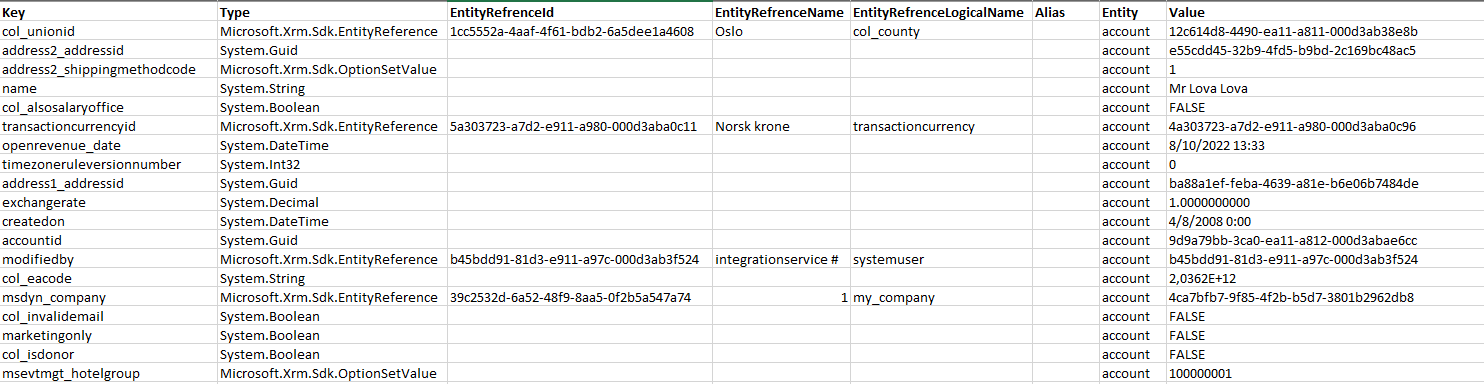 Key Type EntityRefrenceId EntityRefrenceName EntityRefrenceLogicalName Alias Entity Value
col_unionid Microsoft.Xrm.Sdk.EntityReference 1cc5552a-4aaf-4f61-bdb2-6a5dee1a4608 Oslo col_county account 12c614d8-4490-ea11-a811-000d3ab38e8b
address2_addressid System.Guid account e55cdd45-32b9-4fd5-b9bd-2c169bc48ac5
address2_shippingmethodcode Microsoft.Xrm.Sdk.OptionSetValue account 1
name System.String account Mr Lova Lova
col_alsosalaryoffice System.Boolean account FALSE
transactioncurrencyid Microsoft.Xrm.Sdk.EntityReference 5a303723-a7d2-e911-a980-000d3aba0c11 Norsk krone transactioncurrency account 4a303723-a7d2-e911-a980-000d3aba0c96
openrevenue_date System.DateTime account 8/10/2022 13:33
timezoneruleversionnumber System.Int32 account 0
address1_addressid System.Guid account ba88a1ef-feba-4639-a81e-b6e06b7484de
exchangerate System.Decimal account 1.0000000000
createdon System.DateTime account 4/8/2008 0:00
accountid System.Guid account 9d9a79bb-3ca0-ea11-a812-000d3abae6cc
modifiedby Microsoft.Xrm.Sdk.EntityReference b45bdd91-81d3-e911-a97c-000d3ab3f524 integrationservice # systemuser account b45bdd91-81d3-e911-a97c-000d3ab3f524
col_eacode System.String account 2,0362E+12
msdyn_company Microsoft.Xrm.Sdk.EntityReference 39c2532d-6a52-48f9-8aa5-0f2b5a547a74 1 my_company account 4ca7bfb7-9f85-4f2b-b5d7-3801b2962db8
col_invalidemail System.Boolean account FALSE
marketingonly System.Boolean account FALSE
col_isdonor System.Boolean account FALSE
msevtmgt_hotelgroup Microsoft.Xrm.Sdk.OptionSetValue account 100000001